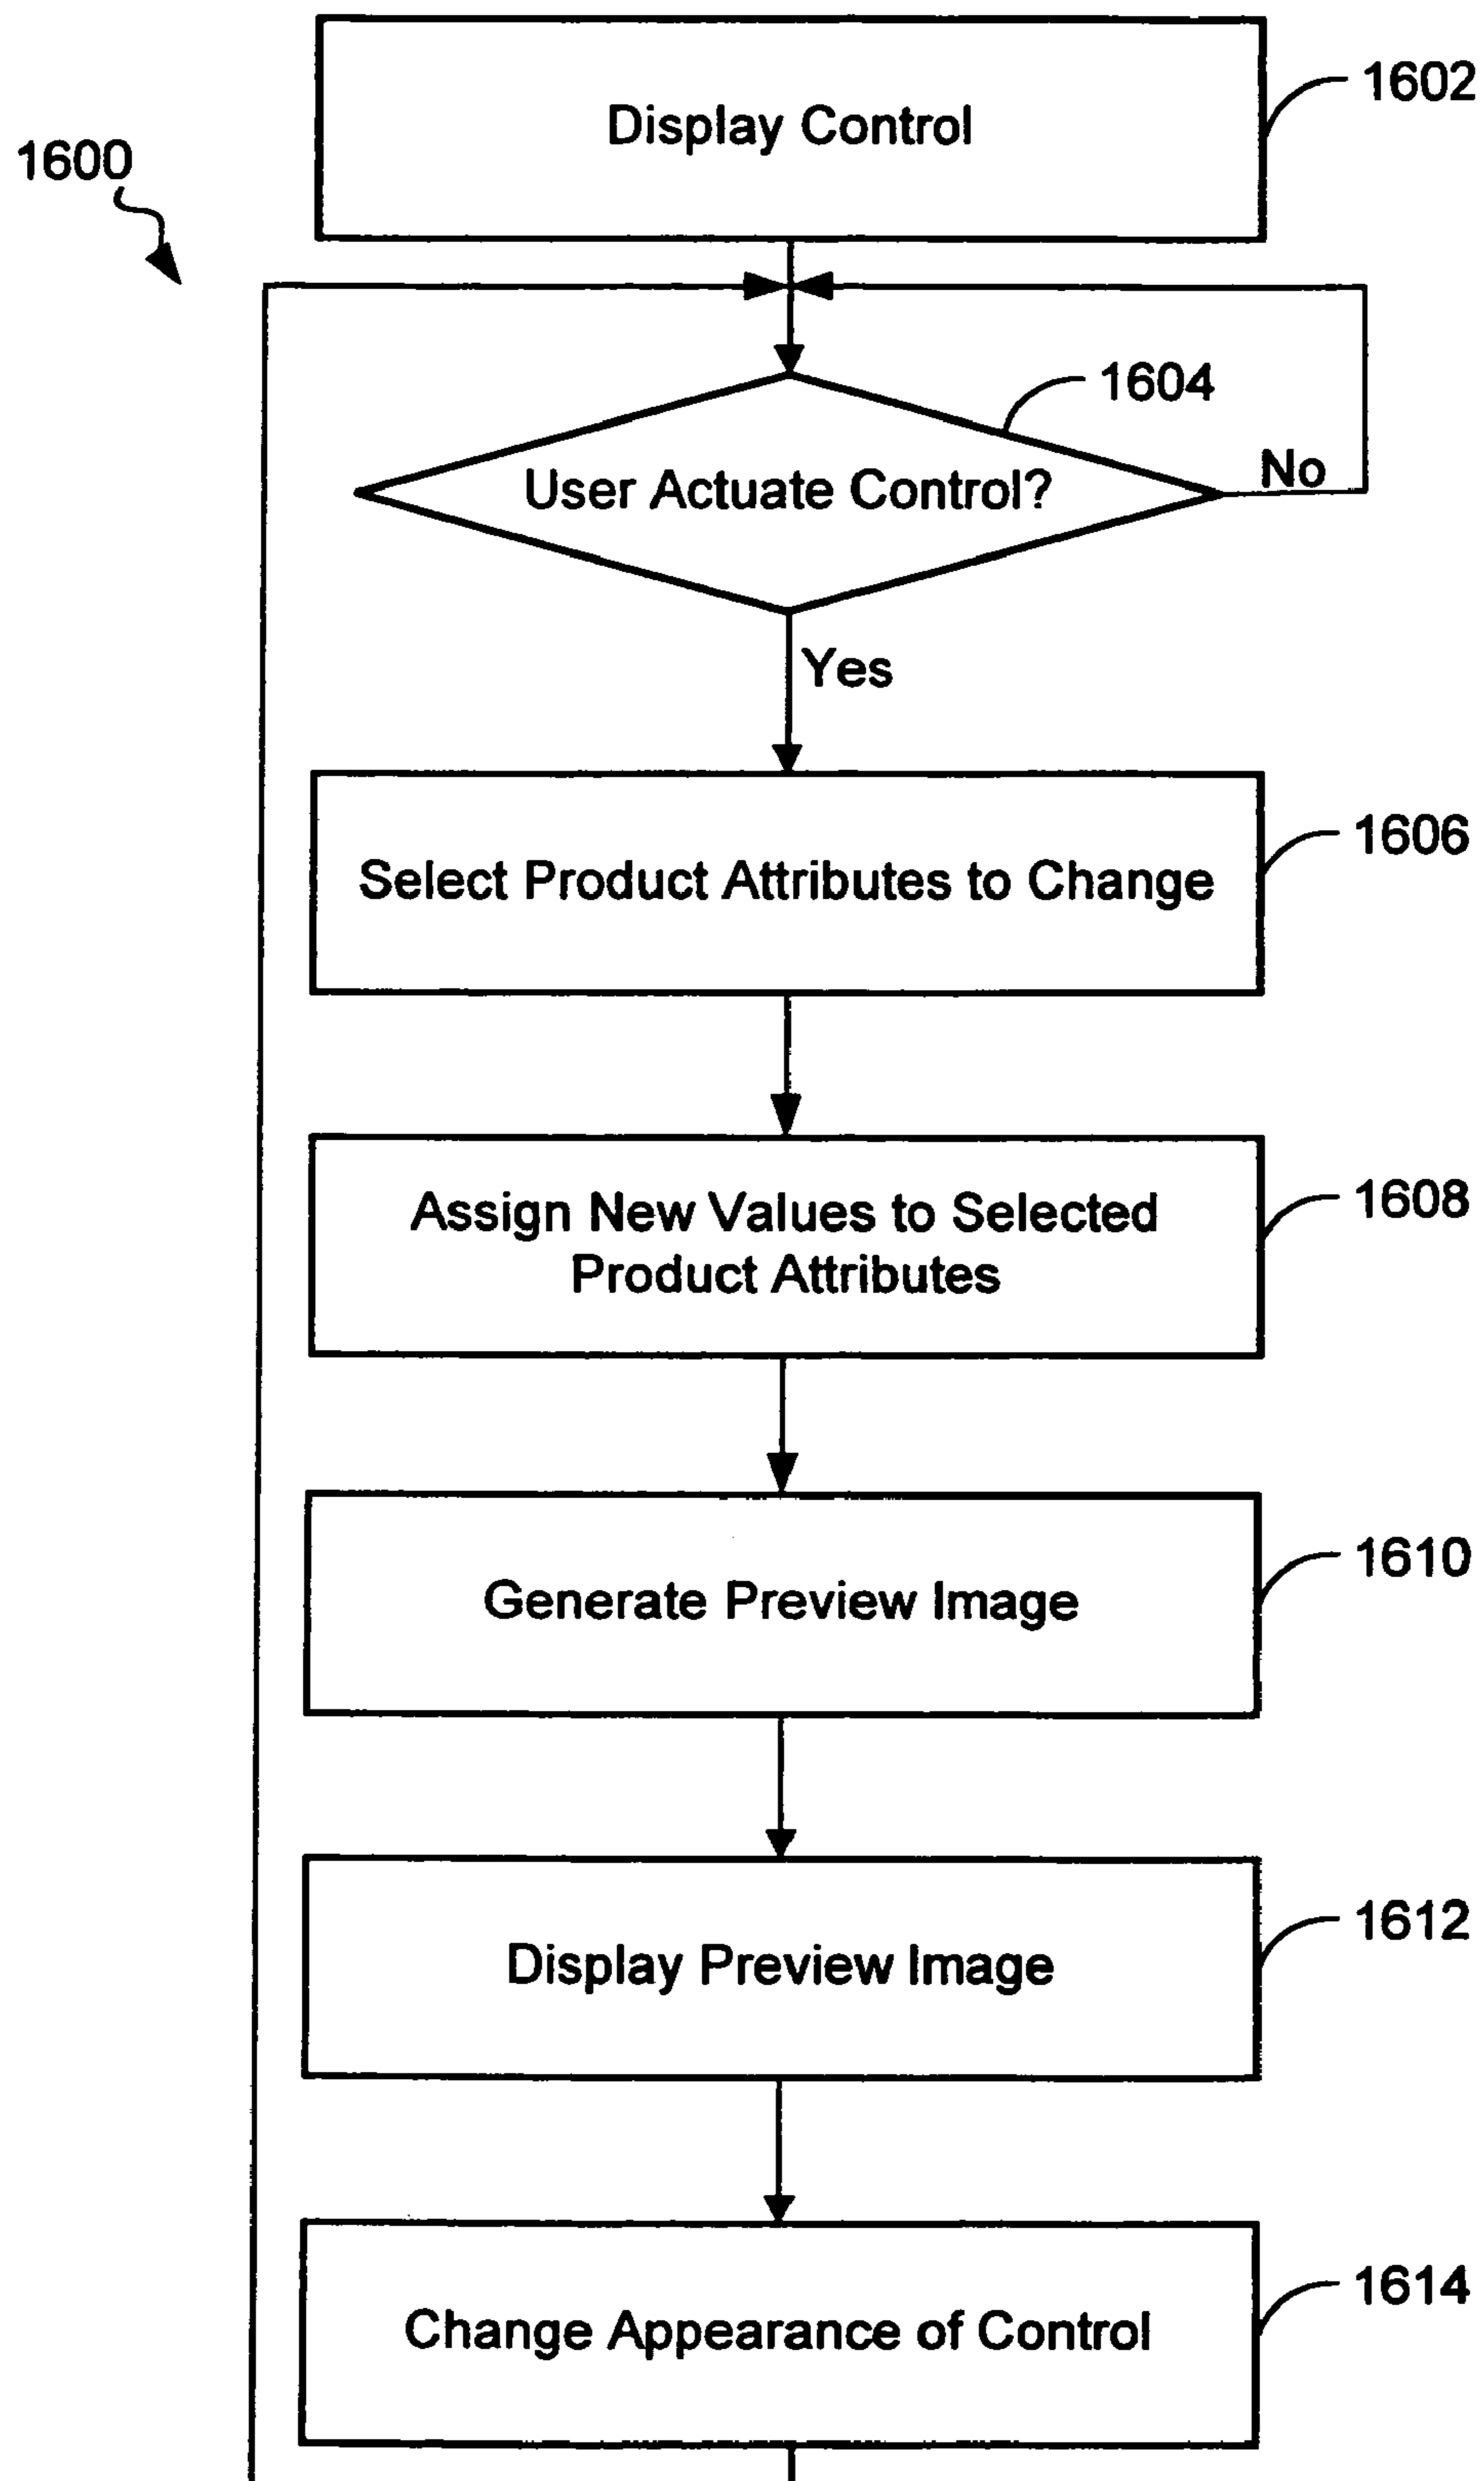 1600
Display Control
1602
User Actuate Control?
1604
No
Yes
Select Product Attributes to Change
1606
Assign New Values to Selected
Product Attributes
1608
Generate Preview Image
1610
Display Preview Image
1612
Change Appearance of Control
1614